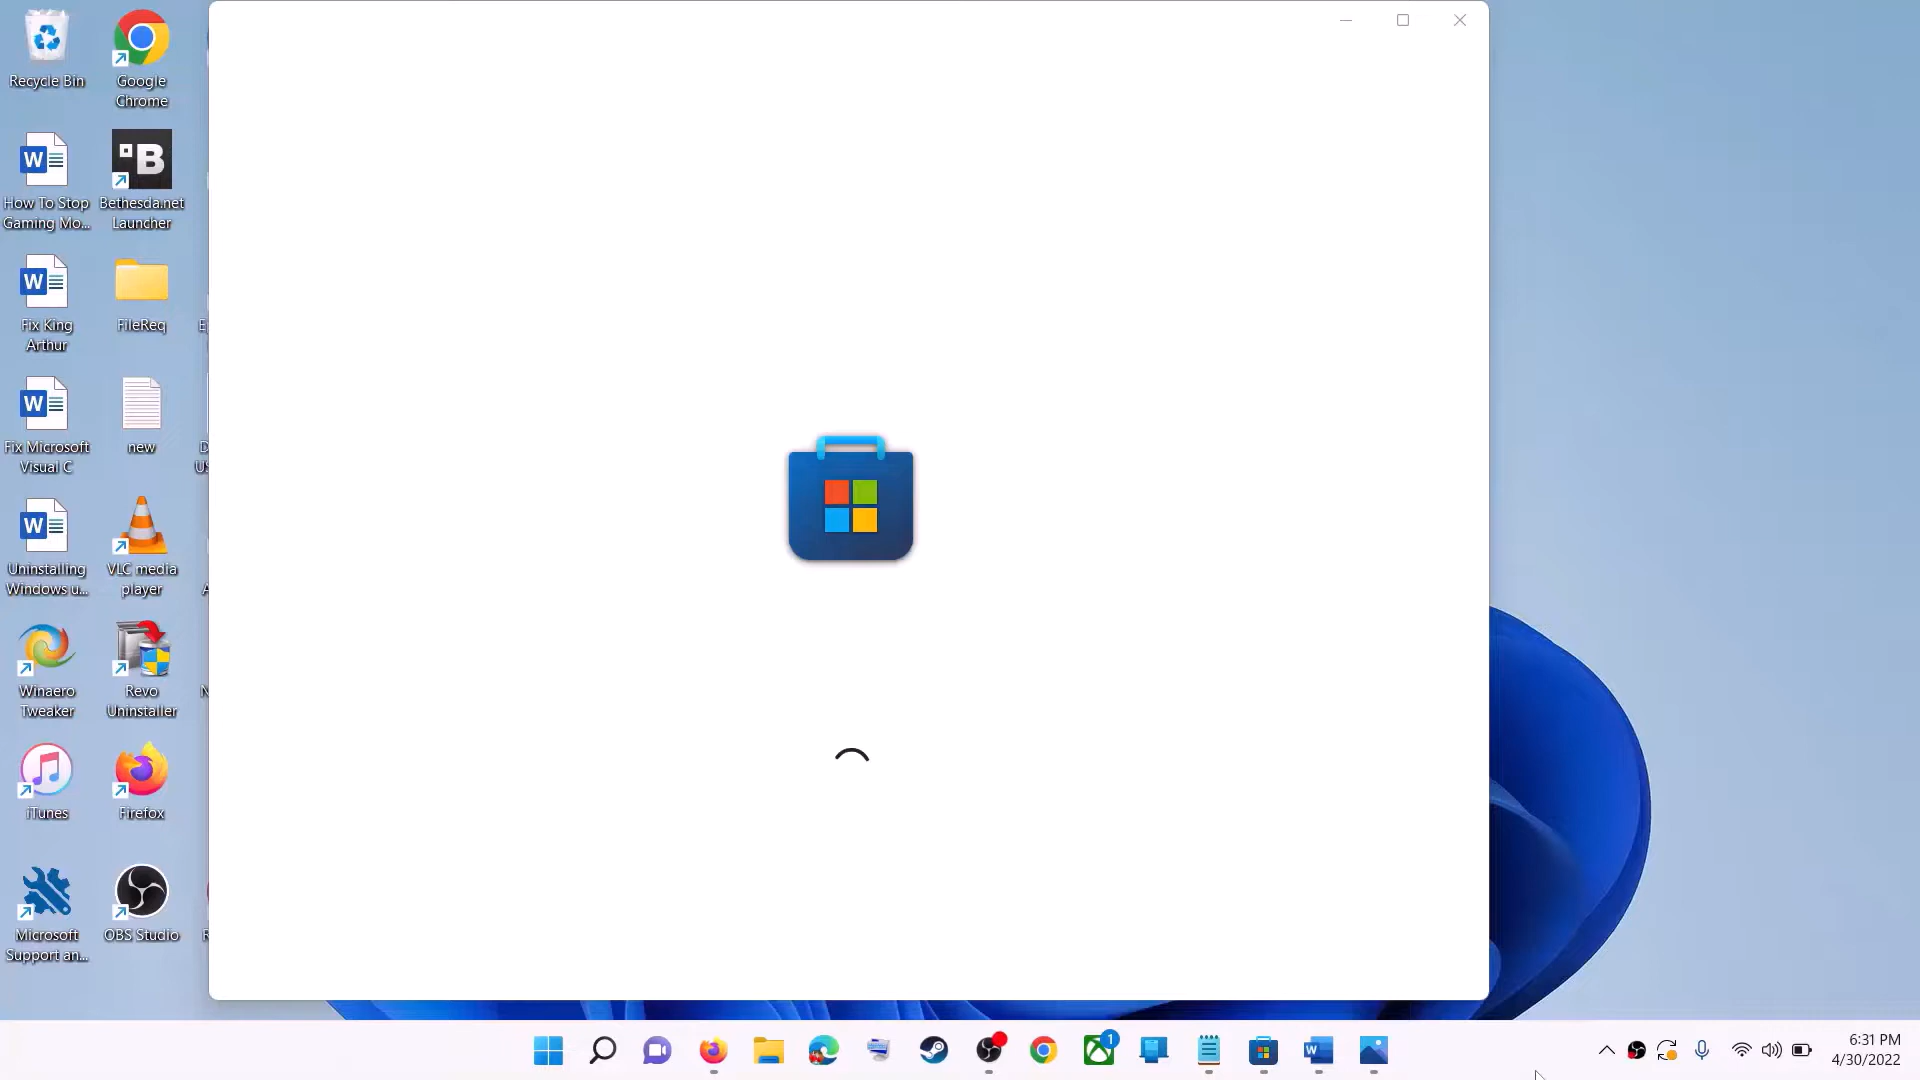 Recycle Bin
Google
Chrome
How To Stop
Gaming Mo...
Bethesda.net
Launcher
Fix King
Arthur
FileReq
Fix Microsoft
Visual C
new
Uninstalling
Windows u...
VLC media
player
Winaero
Tweaker
Revo
Uninstaller
iTunes
Firefox
Microsoft
Support an...
OBS Studio
1
6:31 PM
4/30/2022